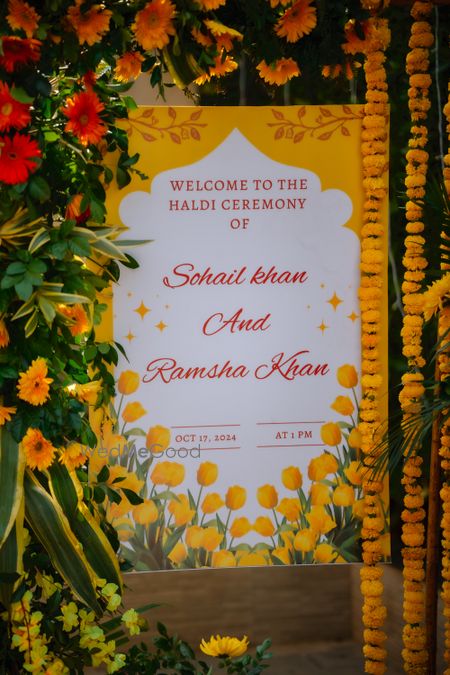 WELCOME TO THE
HALDI CEREMONY
OF
Sohail khan
And
Ramsha Khan
OCT 17, 2024
AT 1 PM
WedMeGood